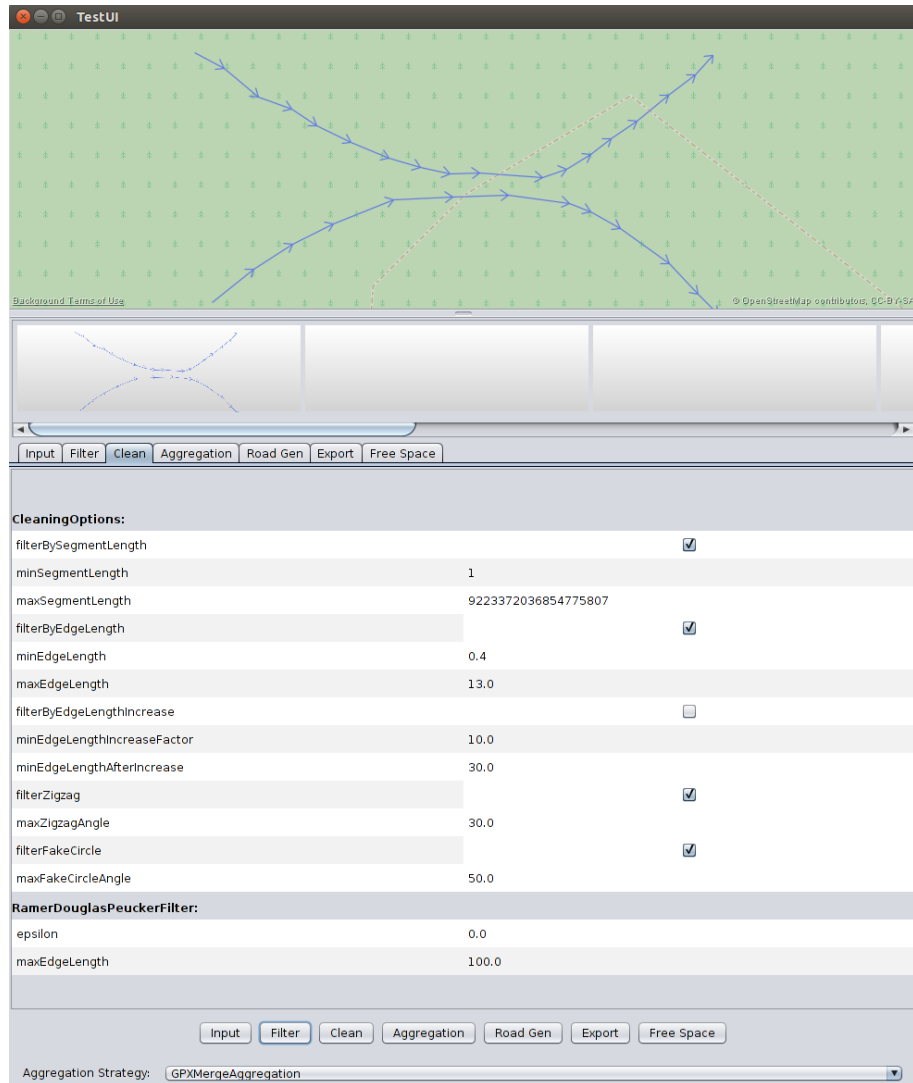 TestUI
Background Terms of Use
© OpenStreetMap contributors, CC-BY-SA
Input Filter Clean Aggregation Road Gen Export Free Space
CleaningOptions:
filterBySegmentLength
minSegmentLength 1
maxSegmentLength 9223372036854775807
filterByEdgeLength
minEdgeLength 0.4
maxEdgeLength 13.0
filterByEdgeLengthIncrease
minEdgeLengthIncreaseFactor 10.0
minEdgeLengthAfterIncrease 30.0
filterZigzag
maxZigzagAngle 30.0
filterFakeCircle
maxFakeCircleAngle 50.0
RamerDouglasPeuckerFilter:
epsilon 0.0
maxEdgeLength 100.0
Input Filter Clean Aggregation Road Gen Export Free Space
Aggregation Strategy: GPXMergeAggregation